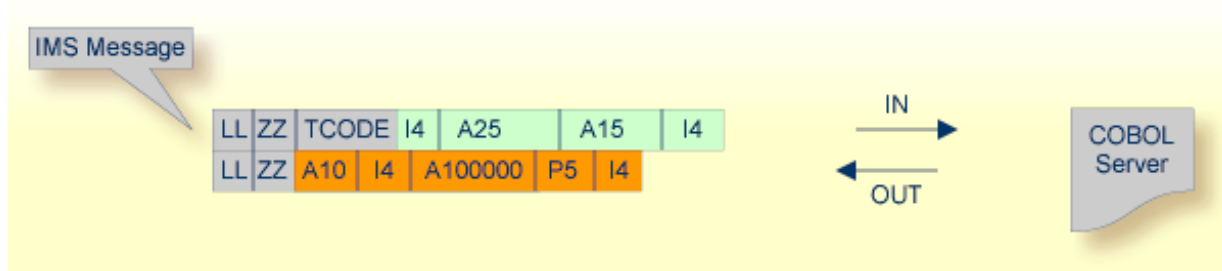 IMS Message
LL ZZ TCODE I4 A25 A15 I4
LL ZZ A10 I4 A100000 P5 I4
IN
OUT
COBOL
Server